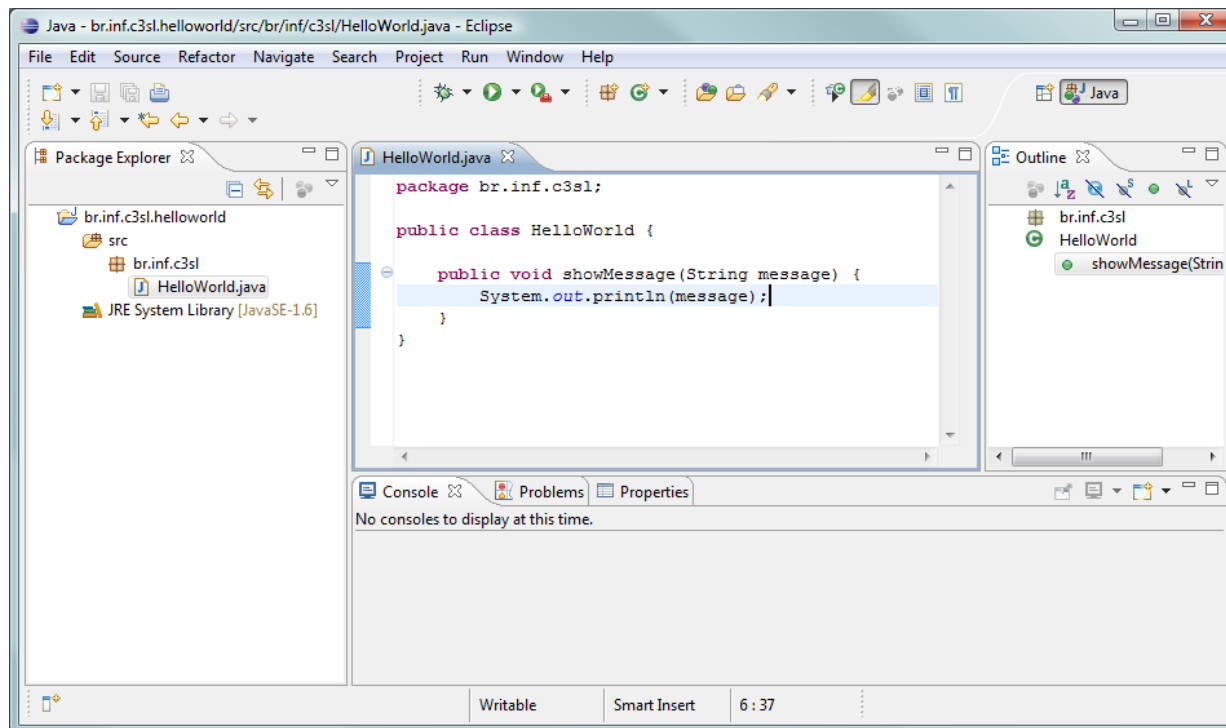 Java - br.inf.c3sl.helloworld/src/br/inf/c3sl/HelloWorld.java - Eclipse
File Edit Source Refactor Navigate Search Project Run Window Help
Java
Package Explorer
br.inf.c3sl.helloworld
src
br.inf.c3sl
HelloWorld.java
JRE System Library [JavaSE-1.6]
HelloWorld.java
package br.inf.c3sl;
public class HelloWorld {
public void showMessage(String message) {
System.out.println(message);
}
}
Outline
br.inf.c3sl
HelloWorld
showMessage(Strin
Console Problems Properties
No consoles to display at this time.
Writable Smart Insert 6 : 37